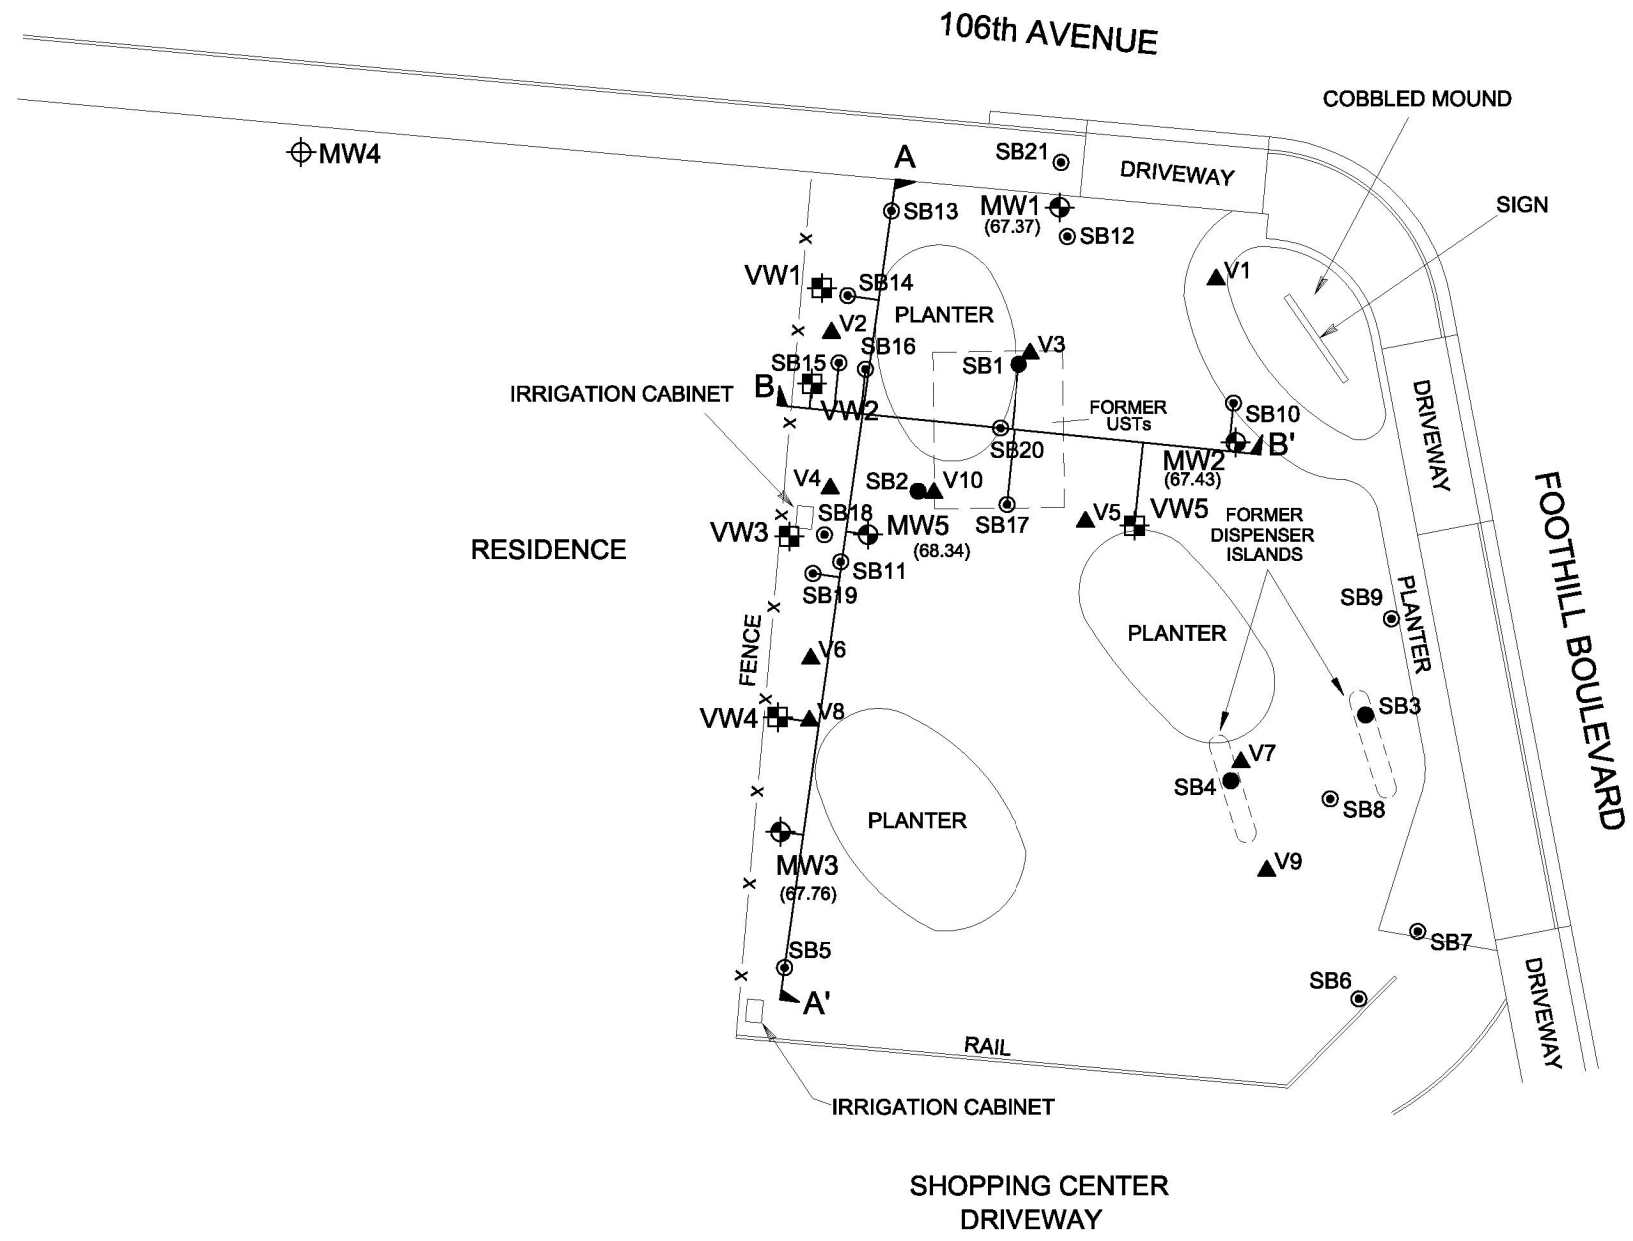 106th AVENUE
COBBLED MOUND
MW4
A
SB21
DRIVEWAY
SIGN
SB13
MW1
(67.37)
SB12
x
VW1
SB14
V1
PLANTER
x
V2
SB16
V3
SB15
SB1
IRRIGATION CABINET
B
VW2
FORMER
USTs
SB10
DRIVEWAY
x
SB20
B'
MW2
(67.43)
V4
SB2
V10
FOOTHILL BOULEVARD
x
SB18
VW3
MW5
(68.34)
SB17
V5
VW5
FORMER
DISPENSER
ISLANDS
RESIDENCE
SB11
SB19
x
SB9
PLANTER
PLANTER
FENCE
V6
x
VW4
V8
SB3
V7
SB4
x
SB8
PLANTER
MW3
(67.76)
x
V9
SB7
SB5
x
SB6
A'
DRIVEWAY
RAIL
IRRIGATION CABINET
SHOPPING CENTER
DRIVEWAY